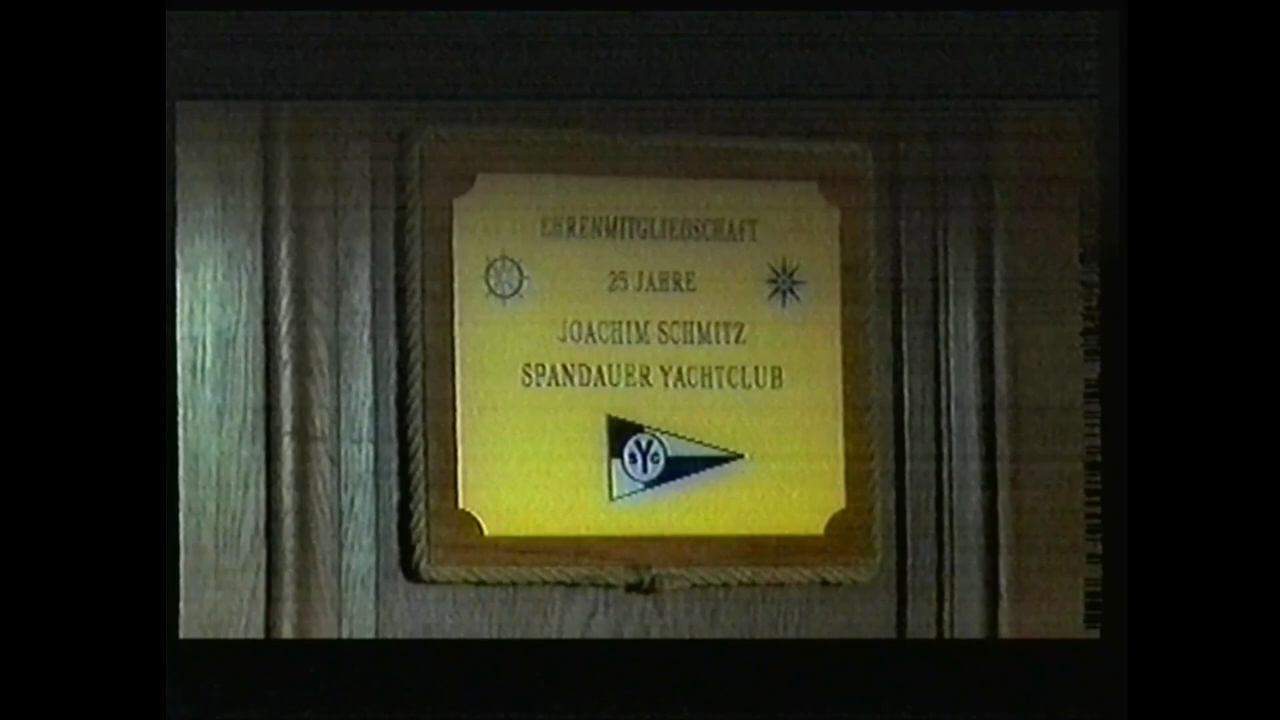 EHRENMITGLIEDSCHAFT
25 JAHRE
JOACHIM SCHMITZ
SPANDAUER YACHTCLUB
SYC